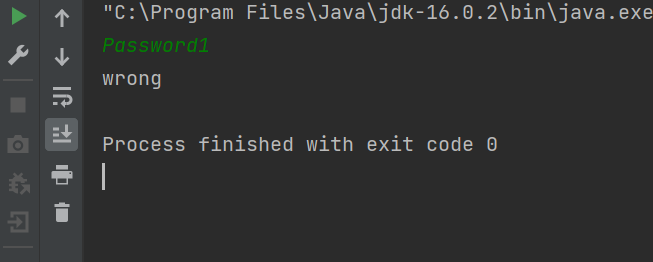 "C:\Program Files\Java\jdk-16.0.2\bin\java.exe
Password1
wrong
Process finished with exit code 0